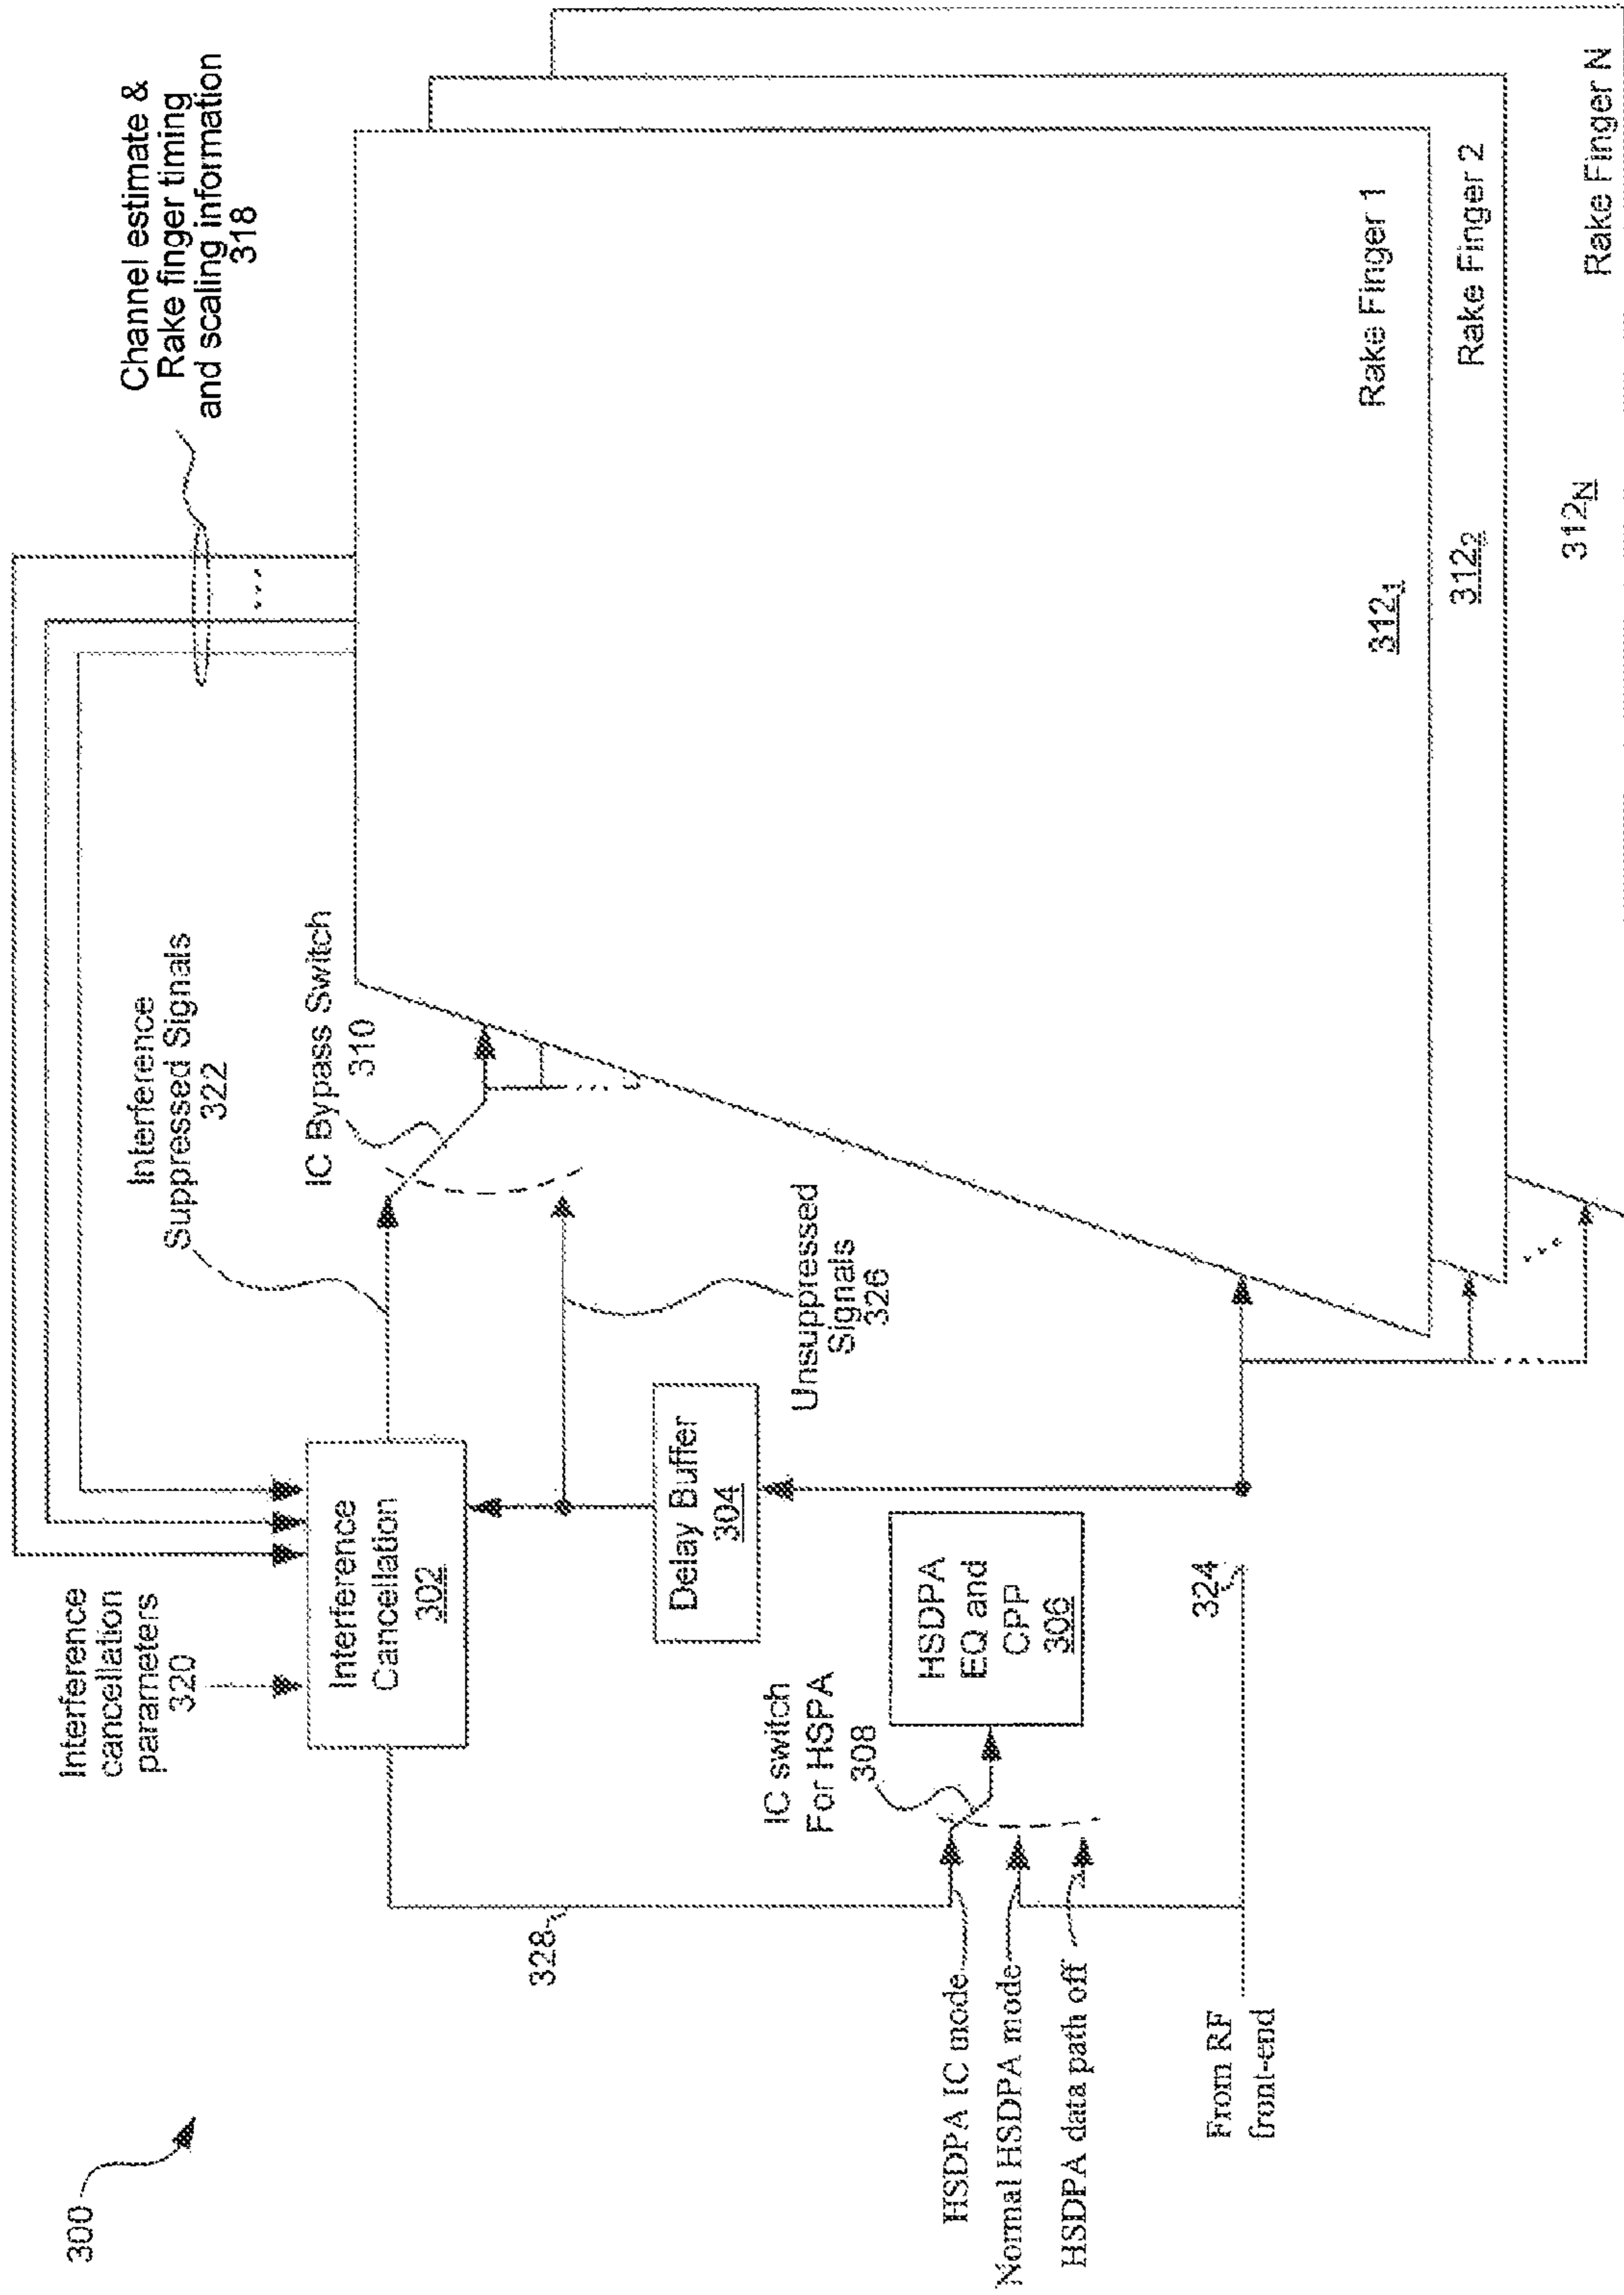 300
Channel estimate &
Rake finger timing
and scaling information
318
Interference
cancellation
parameters
320
Interference
Suppressed Signals
322
IC Bypass Switch
310
Interference
Cancellation
302
328
Unsuppressed
Signals
326
Delay Buffer
304
IC switch
For HSPA
308
HSDPA
EQ and
CPP
306
HSDPA IC mode
Normal HSDPA mode
HSDPA data path off
324
From RF
front-end
Rake Finger 1
312₁
Rake Finger 2
312₂
Rake Finger N
312N